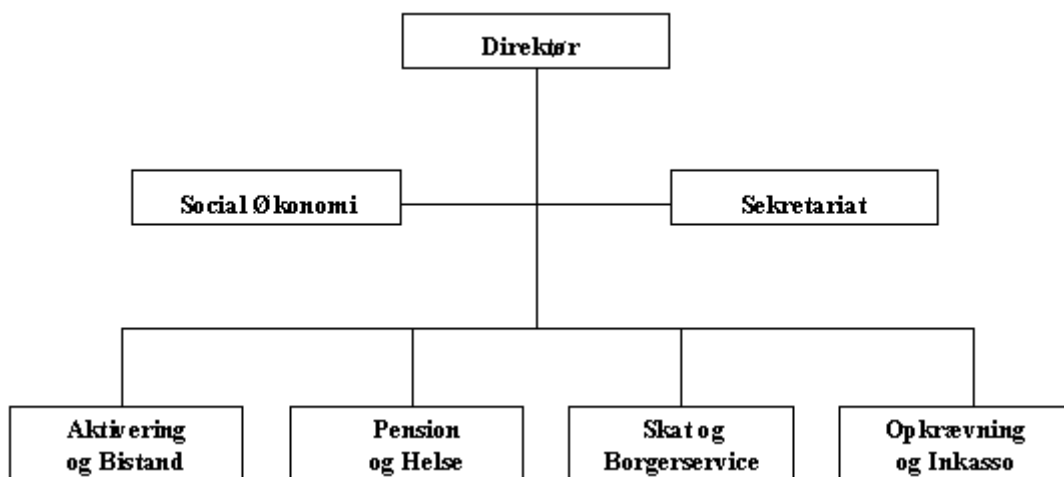 Direktør
Social Økonomi
Sekretariat
Aktivering
og Bistand
Pension
og Helse
Skat og
Borgerservice
Opkrævning
og Inkasso